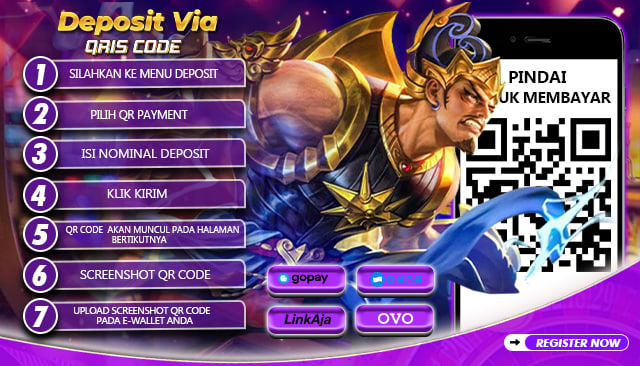 Deposit Via
QRIS CODE
1 SILAHKAN KE MENU DEPOSIT
2 PILIH QR PAYMENT
3 ISI NOMINAL DEPOSIT
4 KLIK KIRIM
5 QR CODE AKAN MUNCUL PADA HALAMAN
BERTIKUTNYA
6 SCREENSHOT QR CODE
7 UPLOAD SCREENSHOT QR CODE
PADA E-WALLET ANDA
PINDAI
UK MEMBAYAR
gopay
DANA
LinkAja
OVO
REGISTER NOW